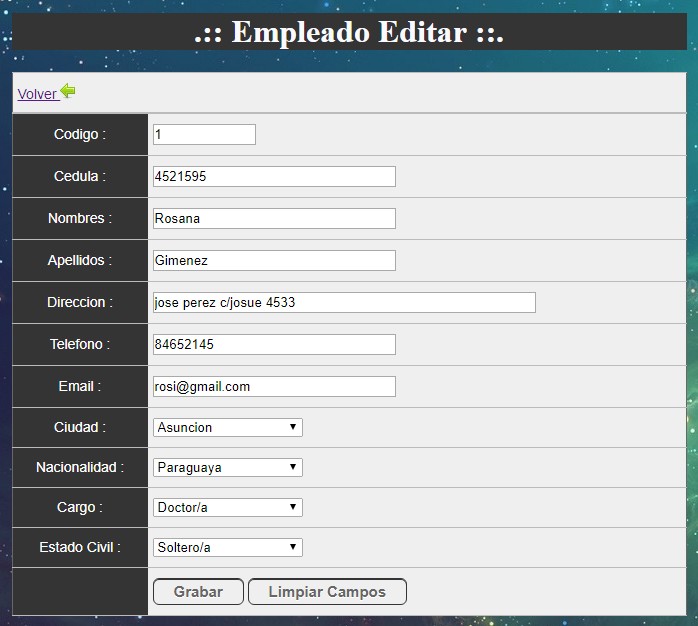 .:: Empleado Editar ::.
Volver
Codigo : 1
Cedula : 4521595
Nombres : Rosana
Apellidos : Gimenez
Direccion : jose perez c/josue 4533
Telefono : 84652145
Email : rosi@gmail.com
Ciudad : Asuncion
Nacionalidad : Paraguaya
Cargo : Doctor/a
Estado Civil : Soltero/a
Grabar Limpiar Campos